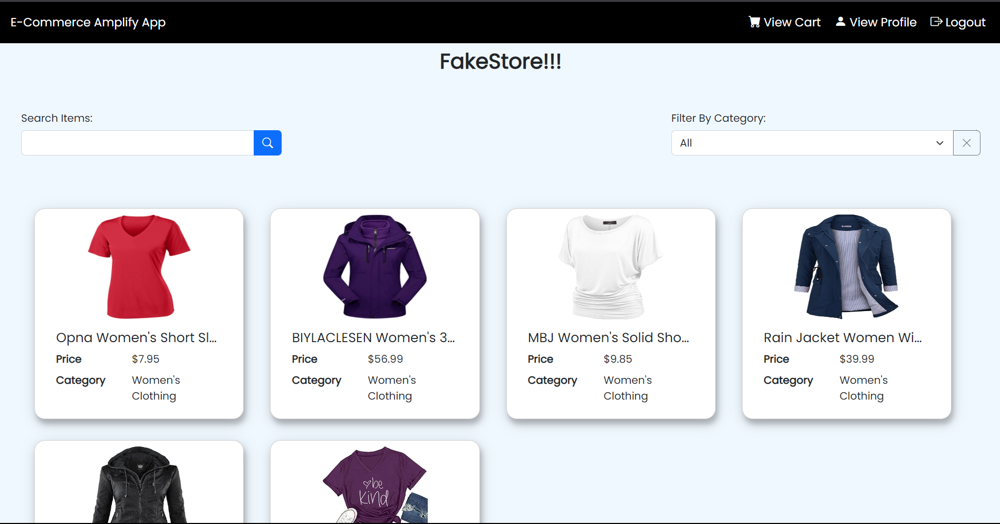 E-Commerce Amplify App
View Cart
View Profile
Logout
FakeStore!!!
Search Items:
Filter By Category:
All
Opna Women's Short Sl...
Price $7.95
Category Women's
Clothing
BIYLACLESEN Women's 3...
Price $56.99
Category Women's
Clothing
MBJ Women's Solid Sho...
Price $9.85
Category Women's
Clothing
Rain Jacket Women Wi...
Price $39.99
Category Women's
Clothing
be
kind